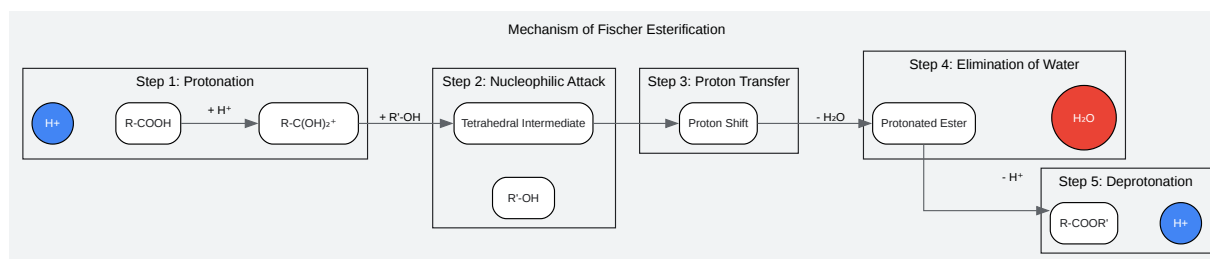 Mechanism of Fischer Esterification
Step 1: Protonation
H+
R-COOH
+ H⁺
R-C(OH)₂⁺
+ R'-OH
Step 2: Nucleophilic Attack
Tetrahedral Intermediate
R'-OH
Step 3: Proton Transfer
Proton Shift
- H₂O
Step 4: Elimination of Water
Protonated Ester
H₂O
- H⁺
Step 5: Deprotonation
R-COOR'
H+